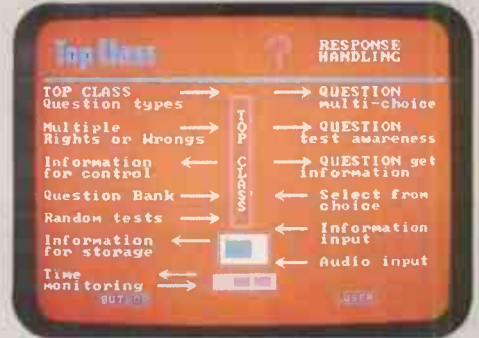 Top Class
RESPONSE
HANDLING
TOP CLASS
Question types
Multiple
Rights or Wrongs
Information
for control
Question Bank
Random tests
Information
for storage
Time
monitoring
TOP CLASS
QUESTION
multi-choice
QUESTION
test awareness
QUESTION get
information
Select from
choice
Information
input
Audio input
USER